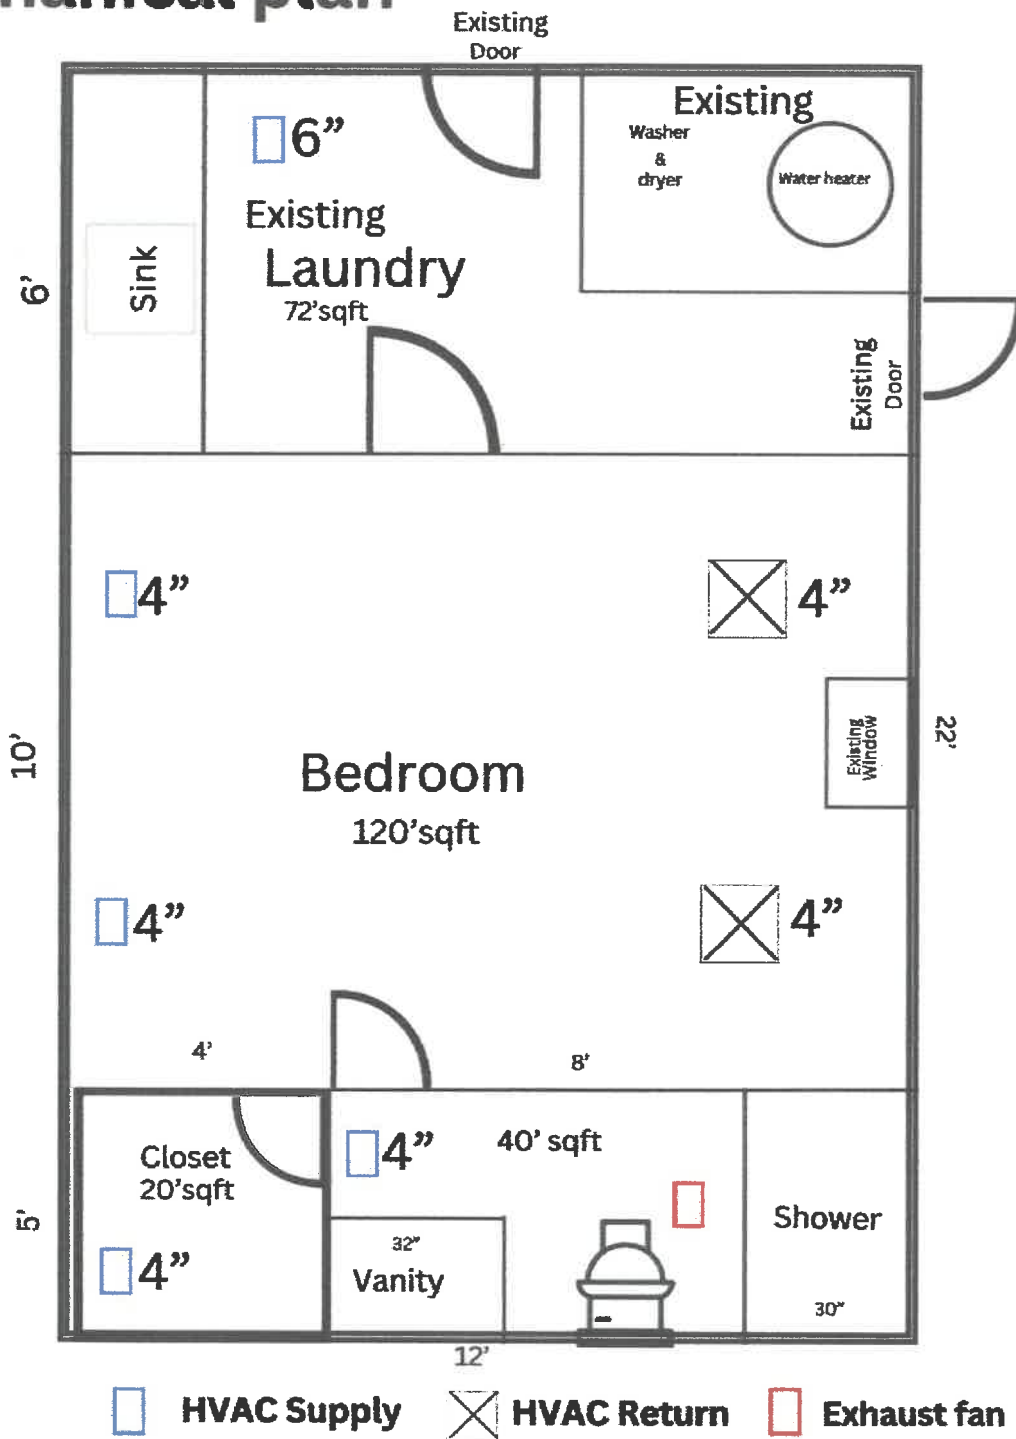 plan
Existing
Door
Existing
6”
Washer
&
dryer
Water heater
Existing
Laundry
72’sqft
Sink
6’
Existing
Door
4”
4”
10’
Existing
Window
22’
Bedroom
120’sqft
4”
4”
4’
8’
4”
40’ sqft
Closet
20’sqft
5’
Shower
32”
Vanity
4”
30”
12’
HVAC Supply
HVAC Return
Exhaust fan